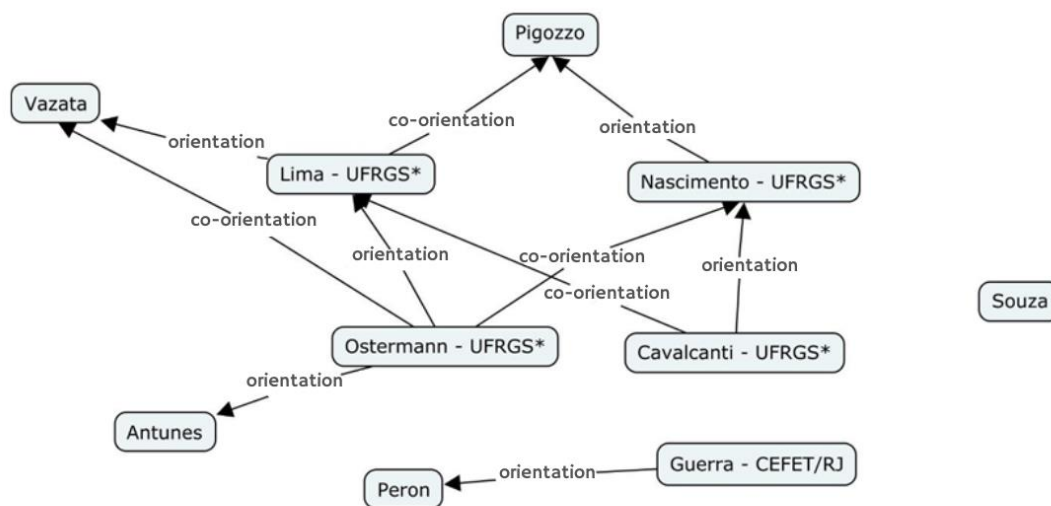 Pigozzo
Vazata
co-orientation
orientation
orientation
Lima - UFRGS*
Nascimento - UFRGS*
co-orientation
orientation
co-orientation
orientation
co-orientation
Souza
Ostermann - UFRGS*
Cavalcanti - UFRGS*
orientation
Antunes
Guerra - CEFET/RJ
orientation
Peron